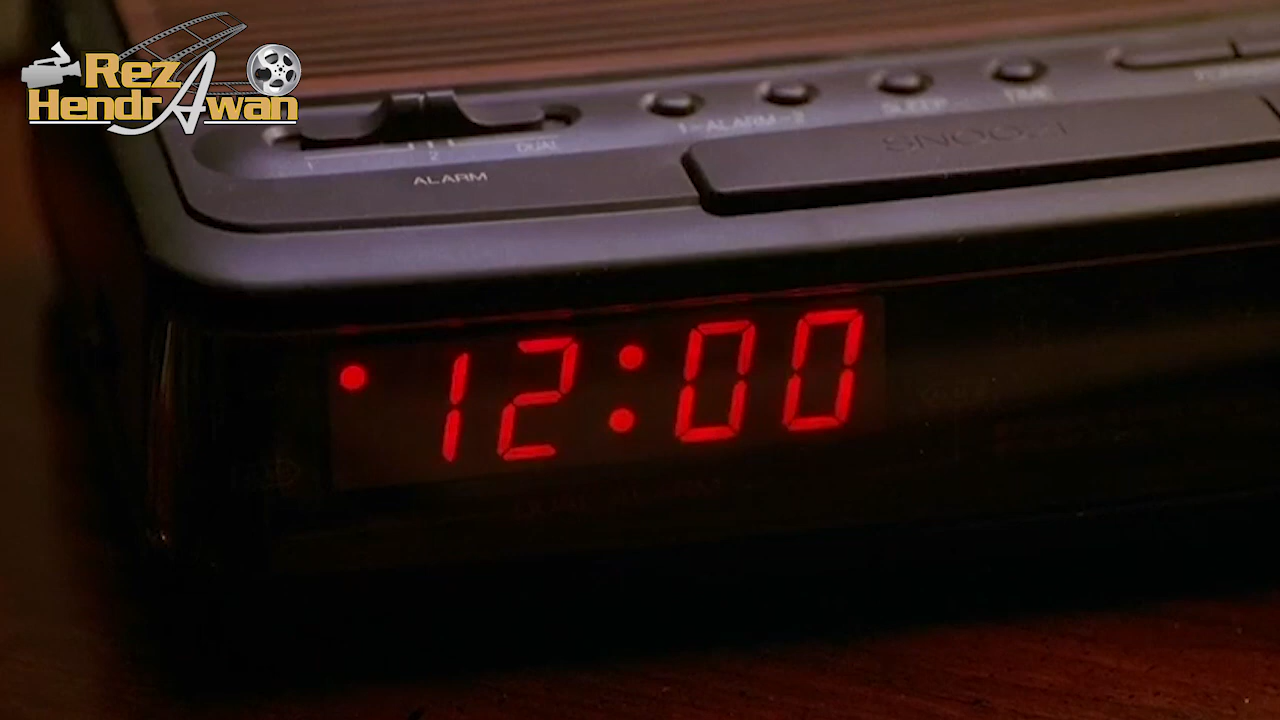 Rez
HendrAwan
1-ALARM-2
SLEEP
TIME
SNOOZE
1
2
DUAL
ALARM
12:00